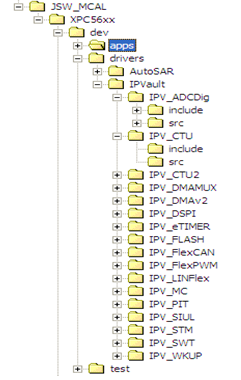 JSW_MCAL
XPC56xx
dev
apps
drivers
AutoSAR
IPVault
IPV_ADCDig
include
src
IPV_CTU
include
src
IPV_CTU2
IPV_DMAMUX
IPV_DMAv2
IPV_DSPI
IPV_eTIMER
IPV_FLASH
IPV_FlexCAN
IPV_FlexPWM
IPV_LINFlex
IPV_MC
IPV_PIT
IPV_SIUL
IPV_STM
IPV_SWT
IPV_WKUP
test